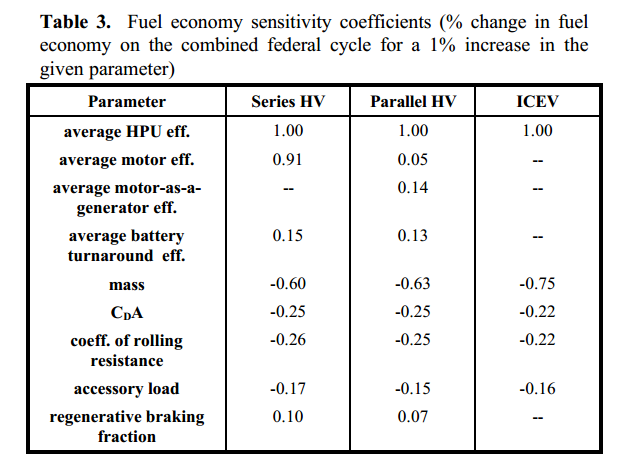 Table 3. Fuel economy sensitivity coefficients (% change in fuel
economy on the combined federal cycle for a 1% increase in the
given parameter)
Parameter Series HV Parallel HV ICEV
average HPU eff. 1.00 1.00 1.00
average motor eff. 0.91 0.05 --
average motor-as-a- -- 0.14 --
generator eff.
average battery 0.15 0.13 --
turnaround eff.
mass -0.60 -0.63 -0.75
CDA -0.25 -0.25 -0.22
coeff. of rolling -0.26 -0.25 -0.22
resistance
accessory load -0.17 -0.15 -0.16
regenerative braking 0.10 0.07 --
fraction